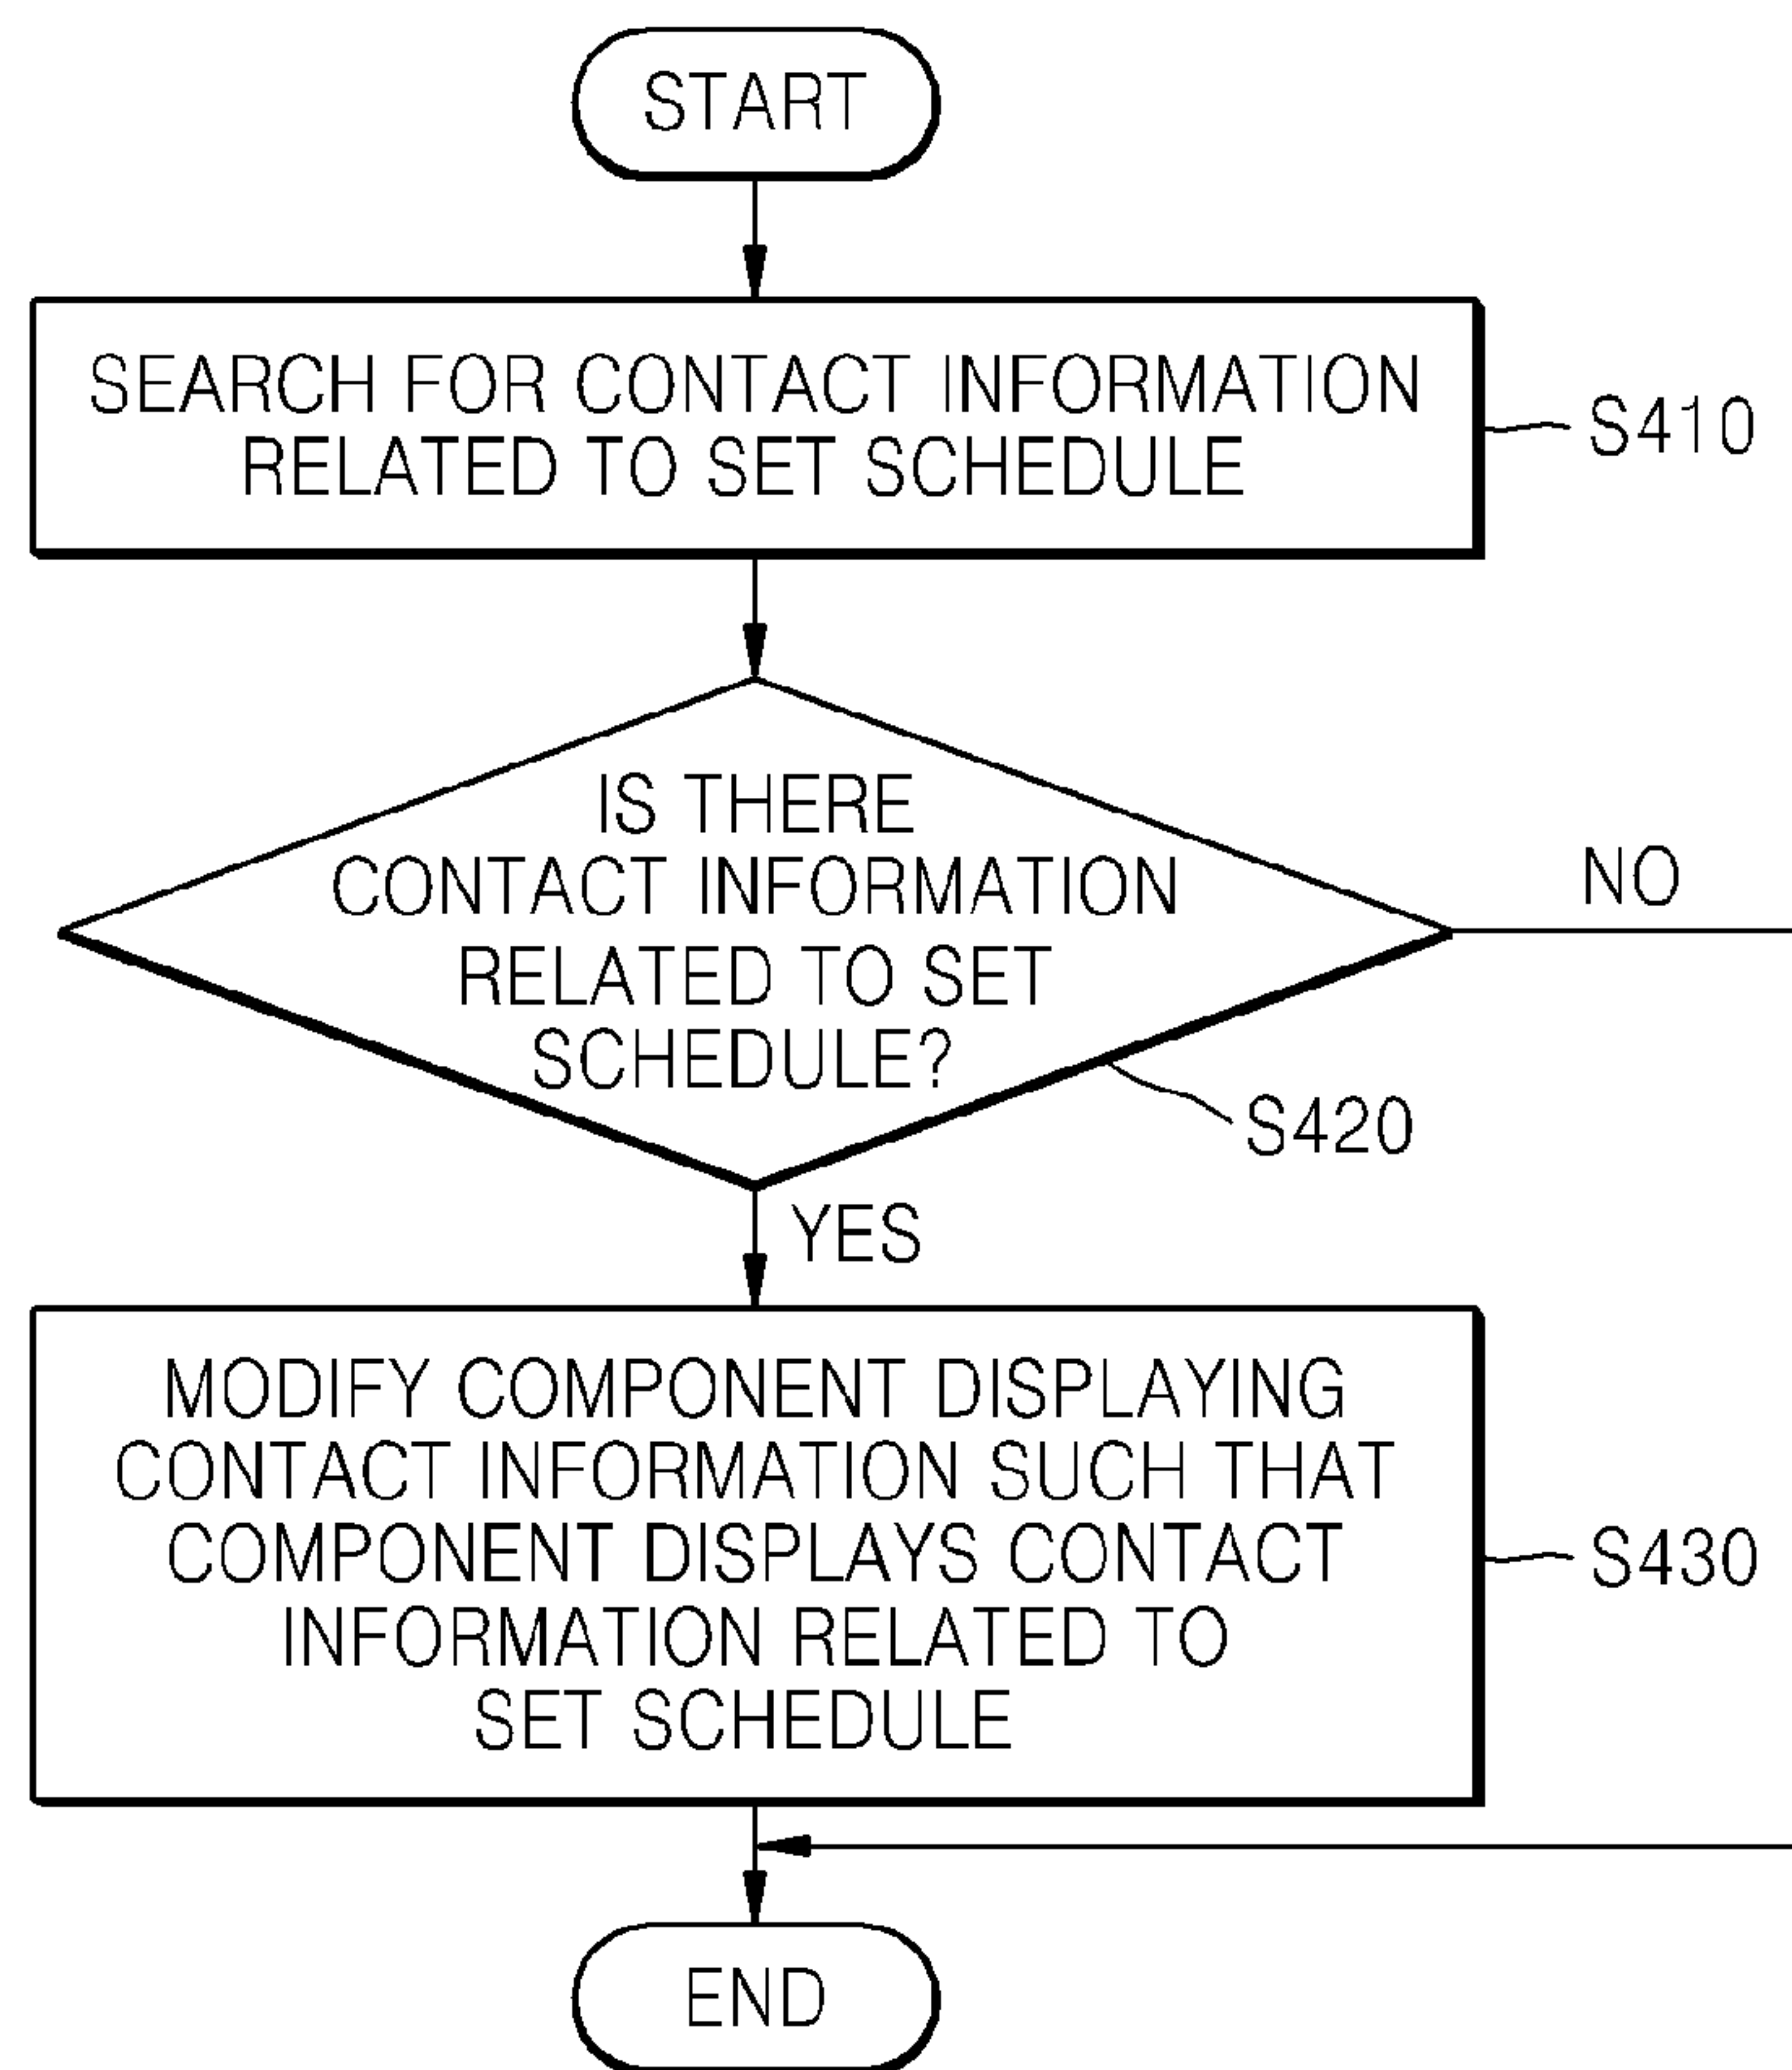 START
SEARCH FOR CONTACT INFORMATION
RELATED TO SET SCHEDULE
S410
IS THERE
CONTACT INFORMATION
RELATED TO SET
SCHEDULE?
NO
S420
YES
MODIFY COMPONENT DISPLAYING
CONTACT INFORMATION SUCH THAT
COMPONENT DISPLAYS CONTACT
INFORMATION RELATED TO
SET SCHEDULE
S430
END